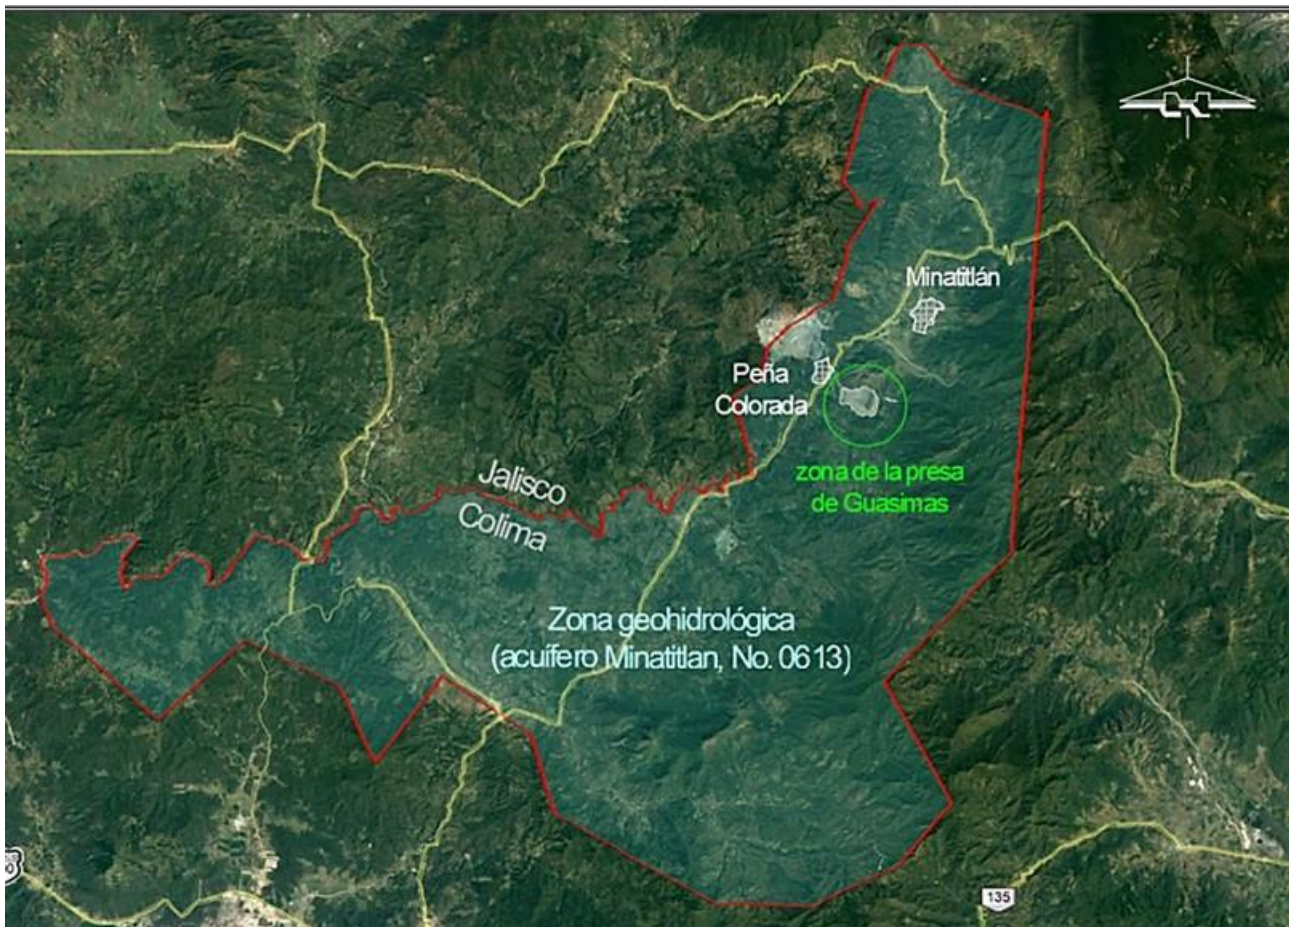 Minatitlán
Peña
Colorada
zona de la presa
de Guasimas
Jalisco
Colima
Zona geohidrológica
(acuífero Minatitlan, No. 0613)
135